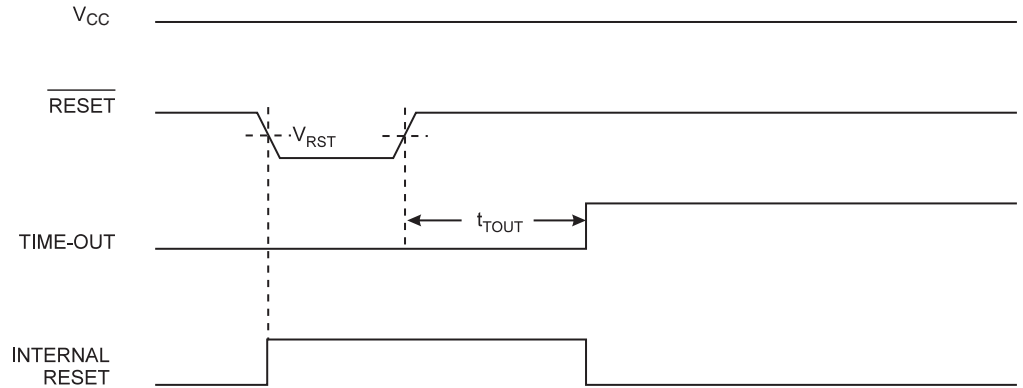 VCC
RESET
VRST
tTOUT
TIME-OUT
INTERNAL
RESET